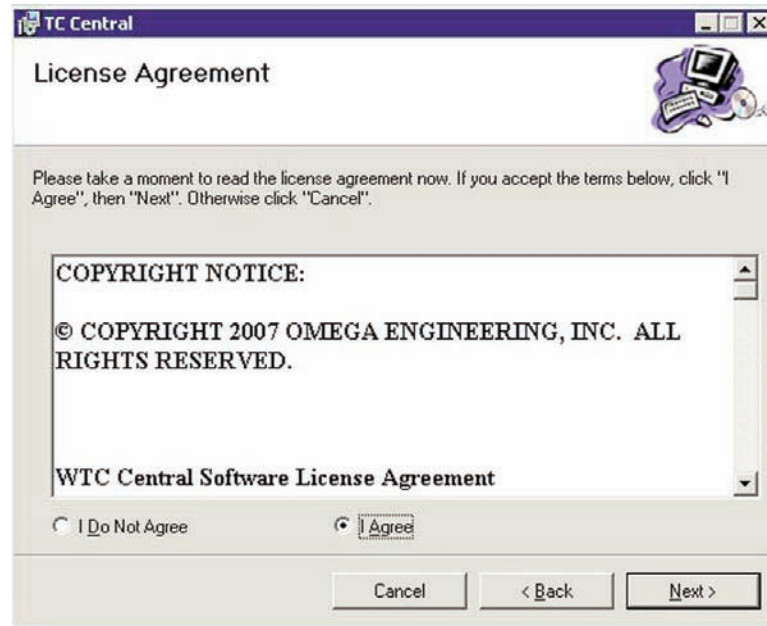 TC Central
License Agreement
Please take a moment to read the license agreement now. If you accept the terms below, click "I
Agree", then "Next". Otherwise click "Cancel".
COPYRIGHT NOTICE:
© COPYRIGHT 2007 OMEGA ENGINEERING, INC. ALL
RIGHTS RESERVED.
WTC Central Software License Agreement
I Do Not Agree
I Agree
Cancel
< Back
Next >